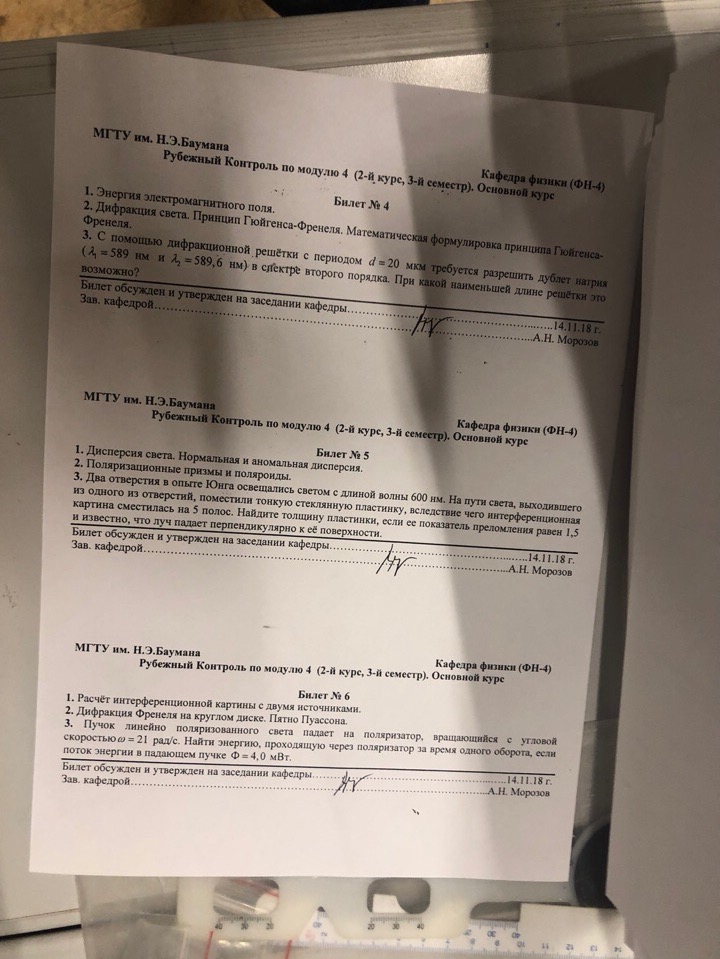 МГТУ им. Н.Э.Баумана
Кафедра физики (ФН-4)
Рубежный Контроль по модулю 4 (2-й курс, 3-й семестр). Основной курс
Билет № 4
1. Энергия электромагнитного поля.
2. Дифракция света. Принцип Гюйгенса-Френеля. Математическая формулировка принципа Гюйгенса-
Френеля.
3. С помощью дифракционной решётки с периодом d = 20 мкм требуется разрешить дублет натрия
(λ₁ = 589 нм и λ₂ = 589,6 нм) в спектре второго порядка. При какой наименьшей длине решётки это
возможно?
Билет обсужден и утвержден на заседании кафедры……………………………………14.11.18 г.
Зав. кафедрой……………………………………………………………………А.Н. Морозов
МГТУ им. Н.Э.Баумана
Кафедра физики (ФН-4)
Рубежный Контроль по модулю 4 (2-й курс, 3-й семестр). Основной курс
Билет № 5
1. Дисперсия света. Нормальная и аномальная дисперсия.
2. Поляризационные призмы и поляроиды.
3. Два отверстия в опыте Юнга освещались светом с длиной волны 600 нм. На пути света, выходившего
из одного из отверстий, поместили тонкую стеклянную пластинку, вследствие чего интерференционная
картина сместилась на 5 полос. Найдите толщину пластинки, если ее показатель преломления равен 1,5
и известно, что луч падает перпендикулярно к её поверхности.
Билет обсужден и утвержден на заседании кафедры……………………………………14.11.18 г.
Зав. кафедрой……………………………………………………………………А.Н. Морозов
МГТУ им. Н.Э.Баумана
Кафедра физики (ФН-4)
Рубежный Контроль по модулю 4 (2-й курс, 3-й семестр). Основной курс
Билет № 6
1. Расчёт интерференционной картины с двумя источниками.
2. Дифракция Френеля на круглом диске. Пятно Пуассона.
3. Пучок линейно поляризованного света падает на поляризатор, вращающийся с угловой
скоростью ω = 21 рад/с. Найти энергию, проходящую через поляризатор за время одного оборота, если
поток энергии в падающем пучке Ф = 4,0 мВт.
Билет обсужден и утвержден на заседании кафедры……………………………………14.11.18 г.
Зав. кафедрой……………………………………………………………………А.Н. Морозов
40 30 20
20 30 40